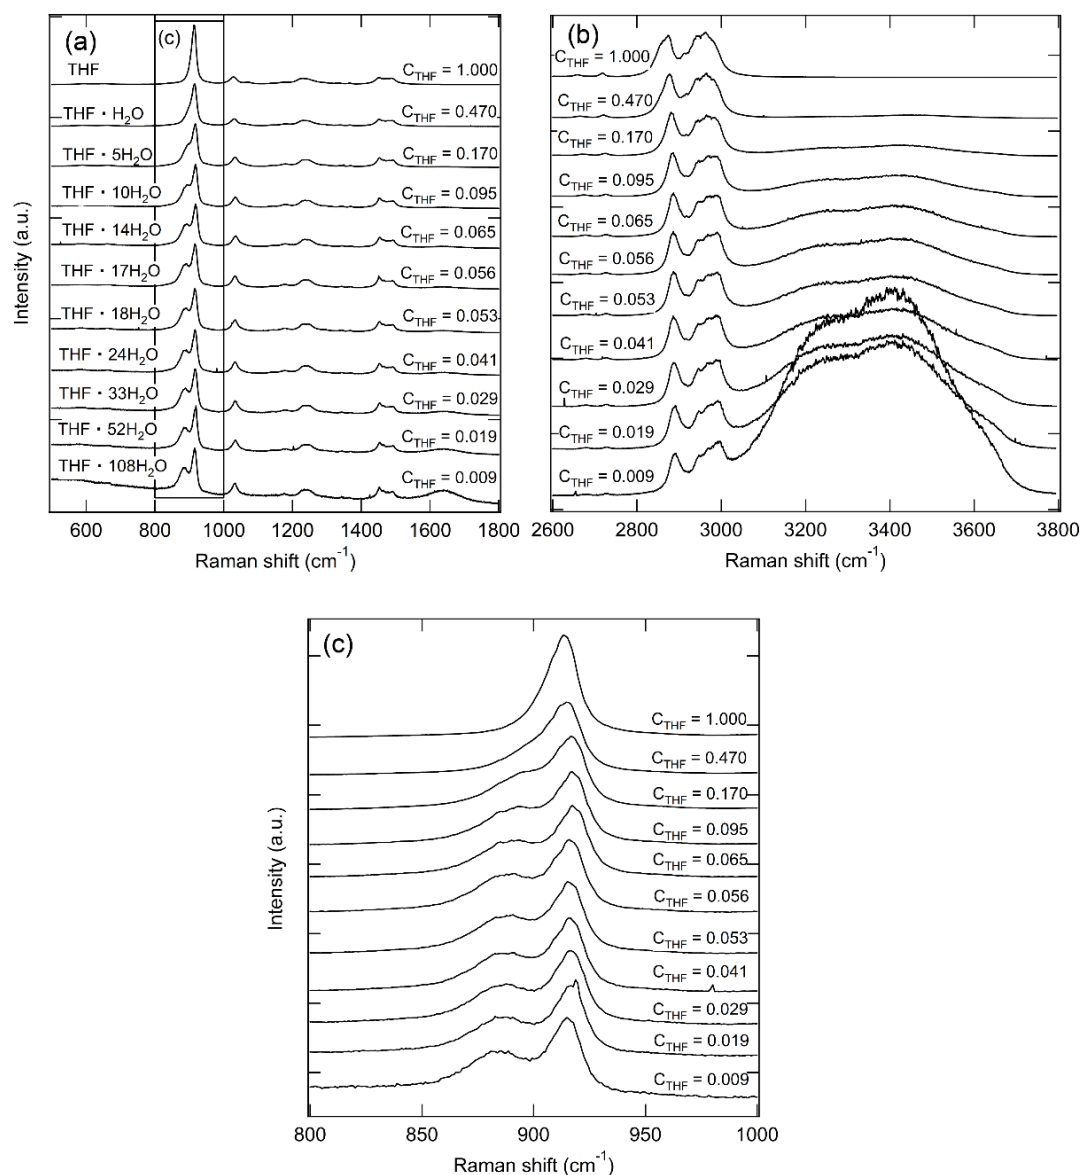 (a)
(c)
THF
C_THF = 1.000
THF・H₂O
C_THF = 0.470
THF・5H₂O
C_THF = 0.170
THF・10H₂O
C_THF = 0.095
THF・14H₂O
C_THF = 0.065
THF・17H₂O
C_THF = 0.056
THF・18H₂O
C_THF = 0.053
THF・24H₂O
C_THF = 0.041
THF・33H₂O
C_THF = 0.029
THF・52H₂O
C_THF = 0.019
THF・108H₂O
C_THF = 0.009
Intensity (a.u.)
600 800 1000 1200 1400 1600 1800
Raman shift (cm⁻¹)
(b)
C_THF = 1.000
C_THF = 0.470
C_THF = 0.170
C_THF = 0.095
C_THF = 0.065
C_THF = 0.056
C_THF = 0.053
C_THF = 0.041
C_THF = 0.029
C_THF = 0.019
C_THF = 0.009
Intensity (a.u.)
2600 2800 3000 3200 3400 3600 3800
Raman shift (cm⁻¹)
(c)
C_THF = 1.000
C_THF = 0.470
C_THF = 0.170
C_THF = 0.095
C_THF = 0.065
C_THF = 0.056
C_THF = 0.053
C_THF = 0.041
C_THF = 0.029
C_THF = 0.019
C_THF = 0.009
Intensity (a.u.)
800 850 900 950 1000
Raman shift (cm⁻¹)